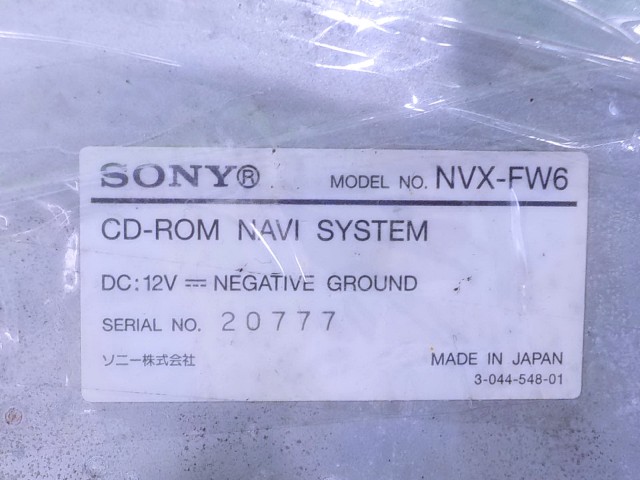 SONY® MODEL NO. NVX-FW6
CD-ROM NAVI SYSTEM
DC:12V ⎓ NEGATIVE GROUND
SERIAL NO. 20777
ソニー株式会社 MADE IN JAPAN
3-044-548-01